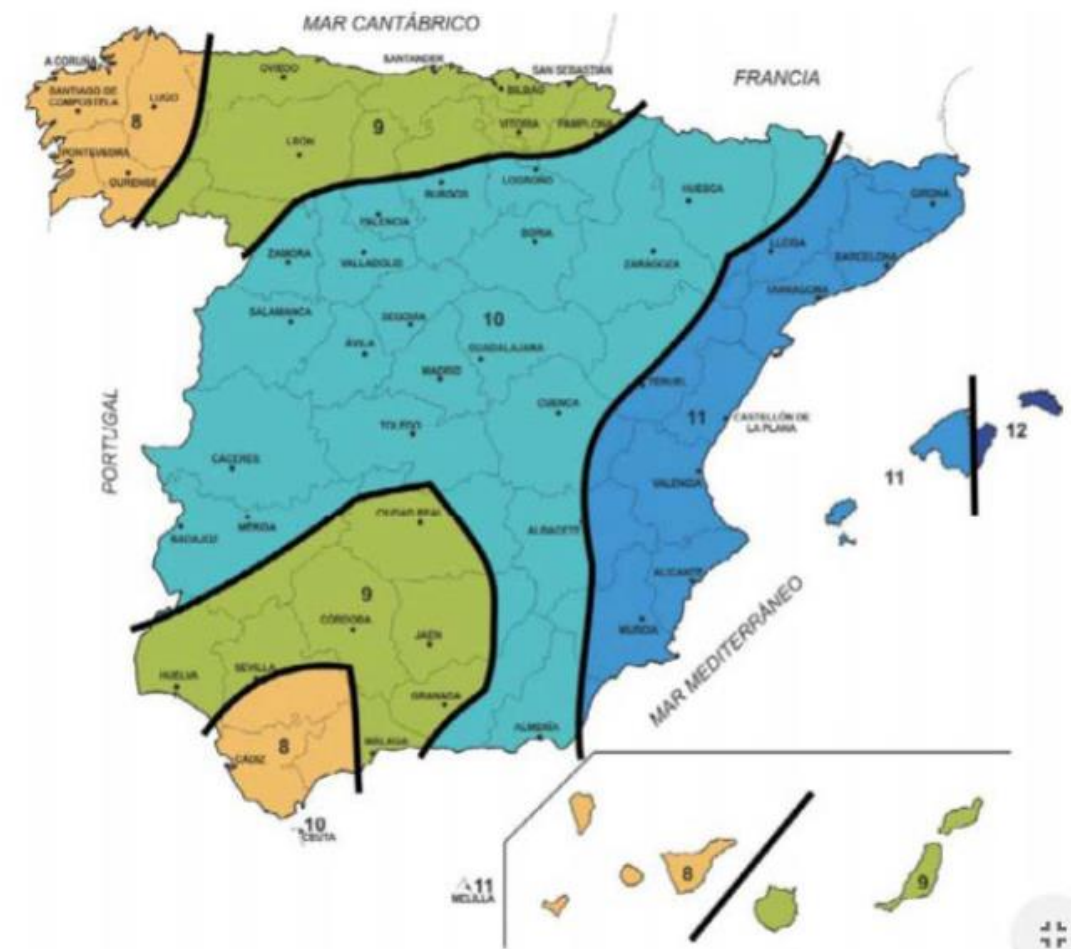 MAR CANTÁBRICO
A CORUÑA
OVIEDO
SANTANDER
SAN SEBASTIÁN
FRANCIA
SANTIAGO DE
COMPOSTELA
LUGO
BILBAO
8
9
VITORIA
PAMPLONA
LEÓN
PONTEVEDRA
OURENSE
LOGROÑO
BURGOS
HUESCA
GIRONA
PALENCIA
SORIA
LLEIDA
ZAMORA
VALLADOLID
ZARAGOZA
BARCELONA
TARRAGONA
SALAMANCA
SEGOVIA
10
ÁVILA
GUADALAJARA
MADRID
TERUEL
PORTUGAL
CUENCA
11
CASTELLÓN DE
LA PLANA
TOLEDO
12
CÁCERES
11
VALENCIA
CIUDAD REAL
MÉRIDA
BADAJOZ
ALBACETE
ALICANTE
9
CÓRDOBA
MURCIA
JAÉN
MAR MEDITERRÁNEO
SEVILLA
HUELVA
GRANADA
ALMERÍA
8
MÁLAGA
CÁDIZ
10
CEUTA
11
MELILLA
8
9